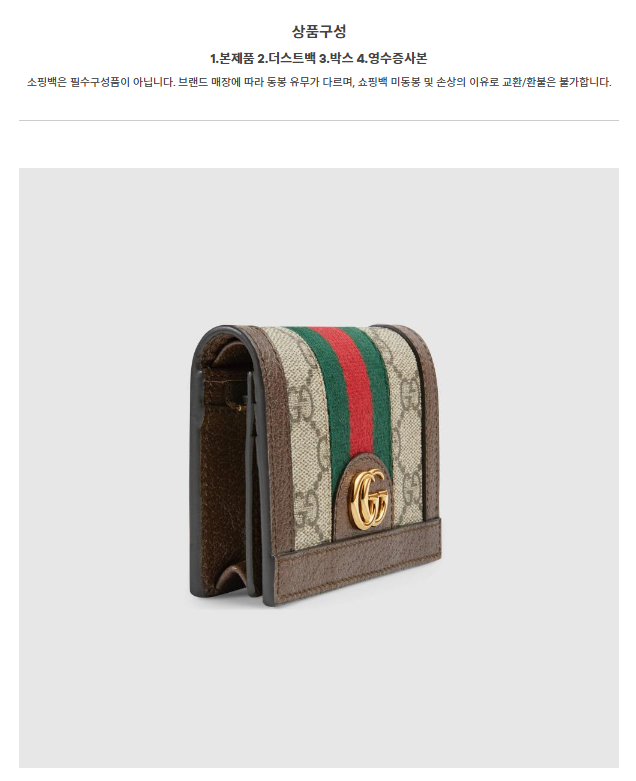 상품구성
1.본제품 2.더스트백 3.박스 4.영수증사본
쇼핑백은 필수구성품이 아닙니다. 브랜드 매장에 따라 동봉 유무가 다르며, 쇼핑백 미동봉 및 손상의 이유로 교환/환불은 불가합니다.